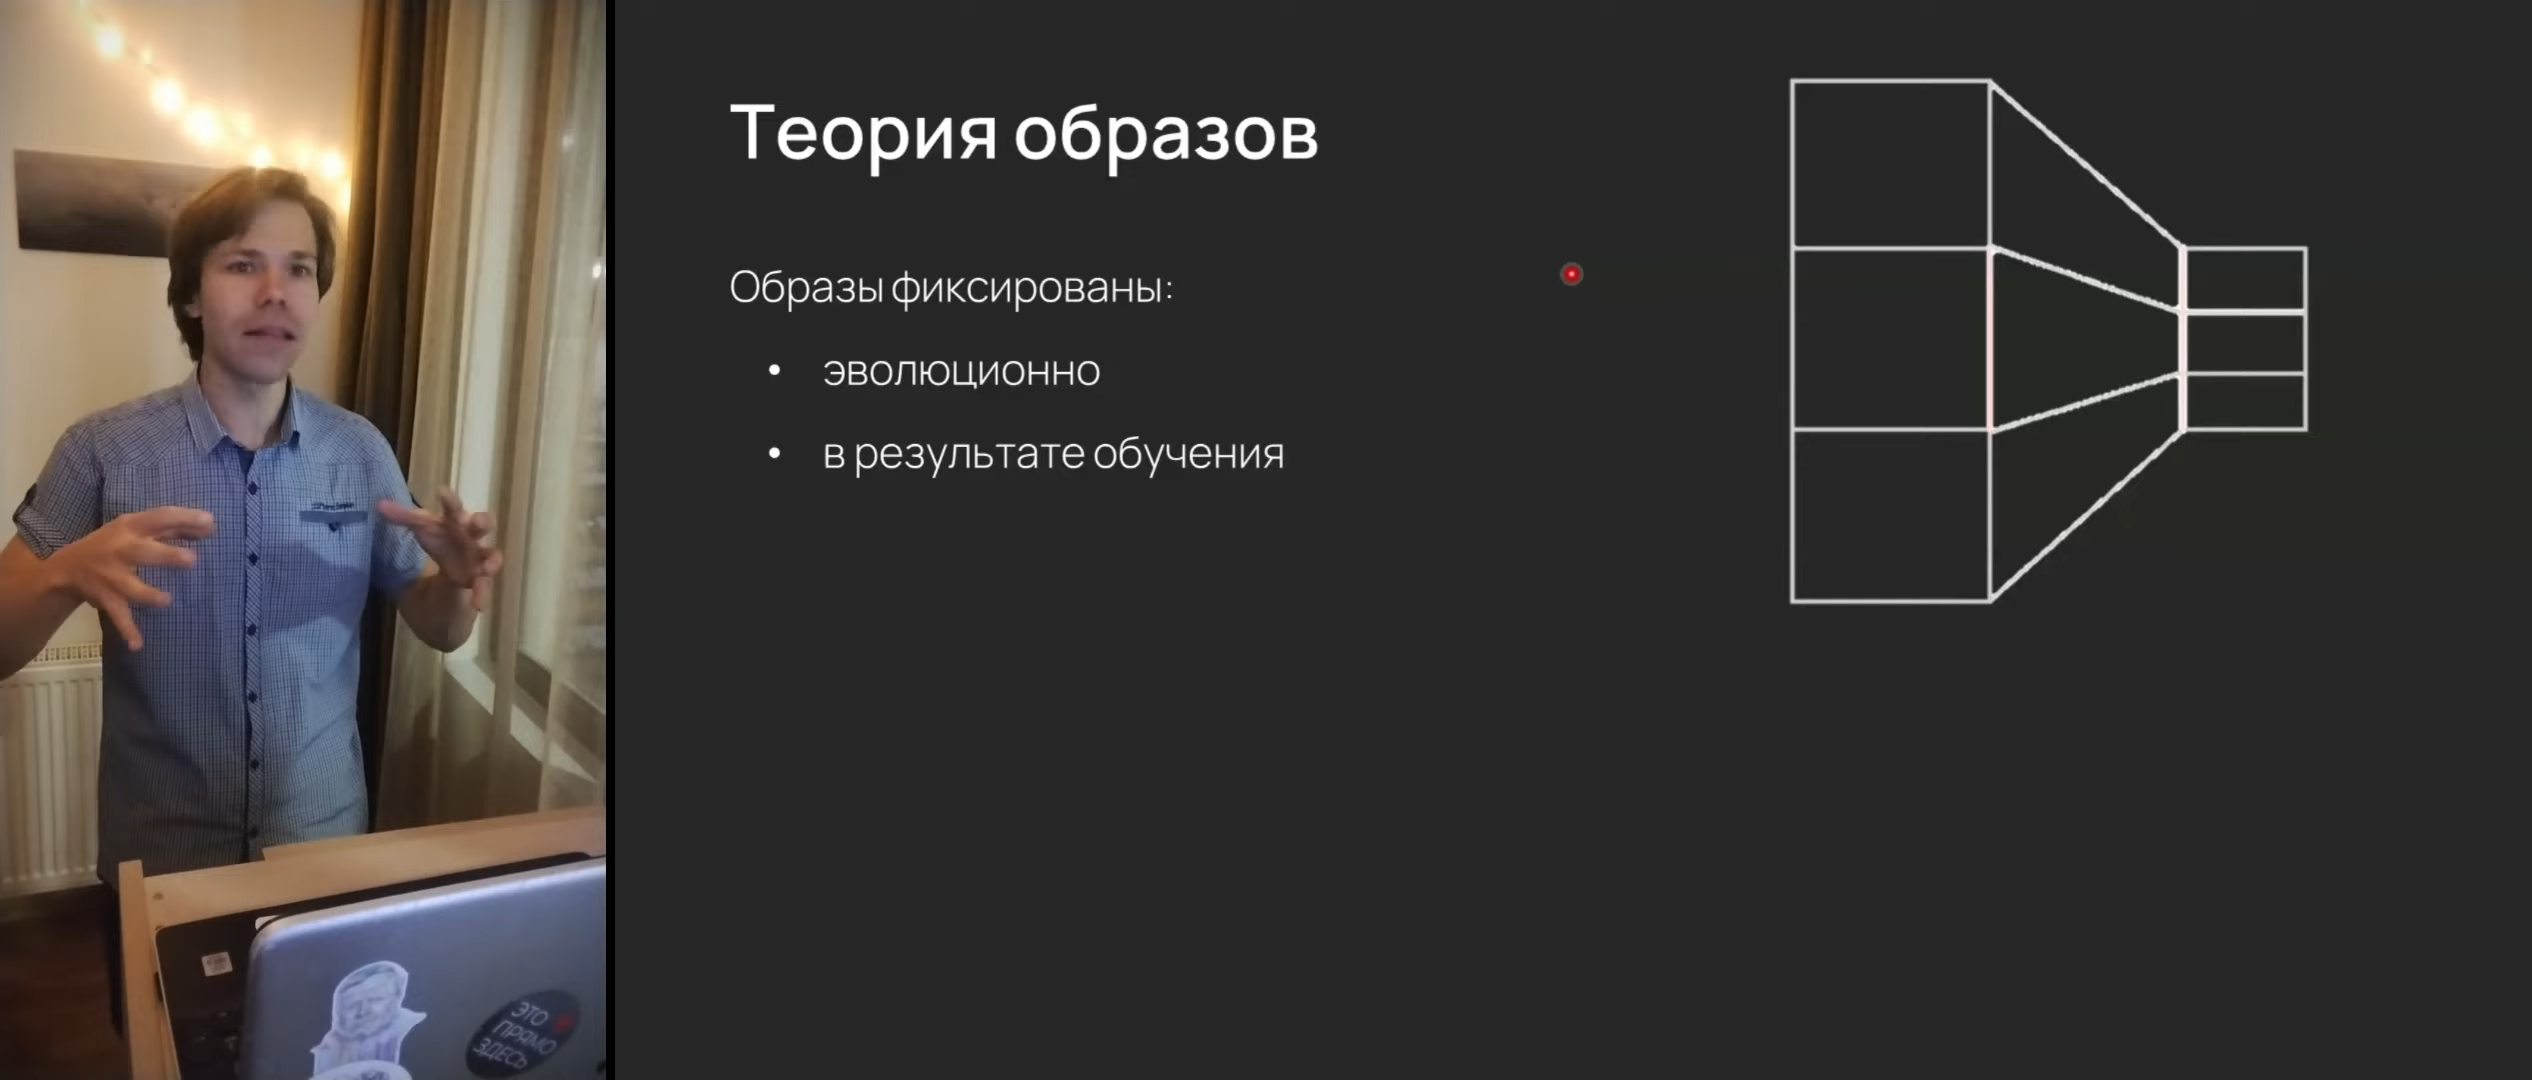 Теория образов
Образы фиксированы:
• эволюционно
• в результате обучения
ЭТО
ПРЯМО
ЗДЕСЬ